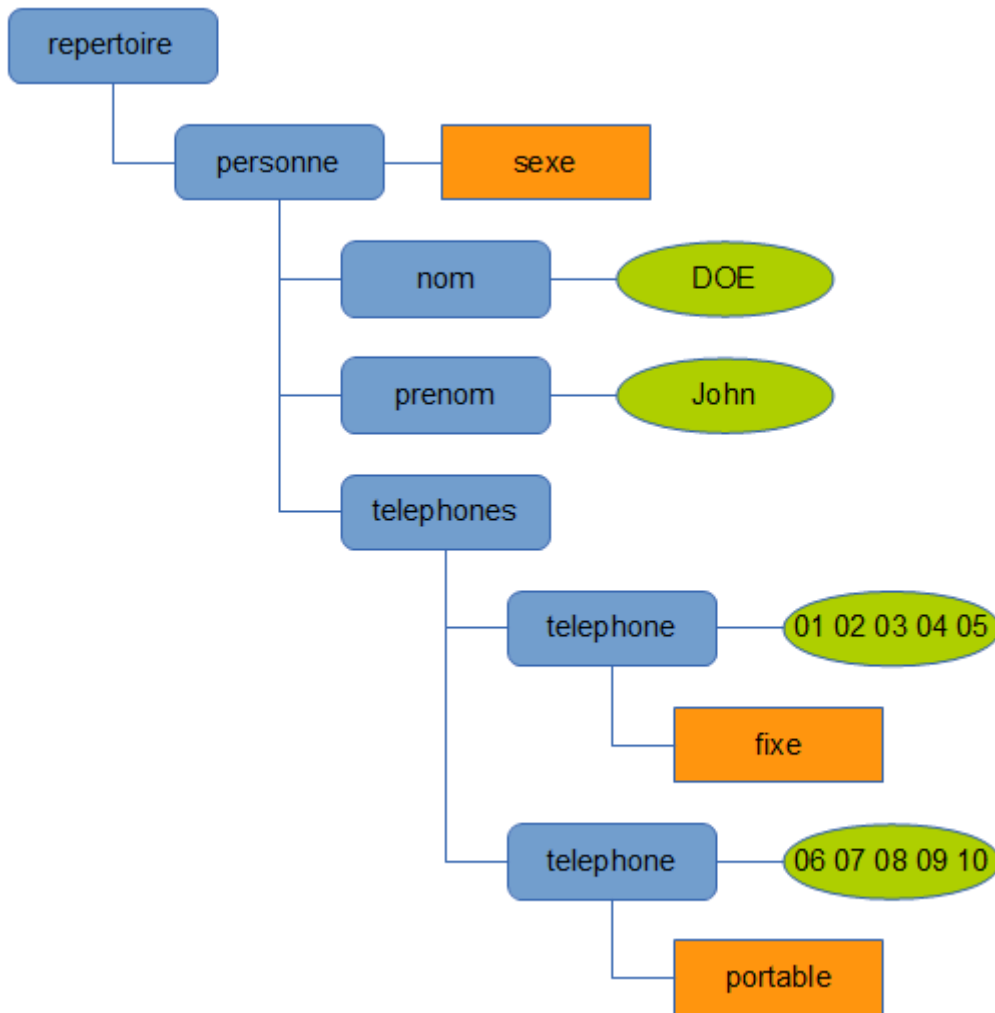 repertoire
personne
sexe
nom
DOE
prenom
John
telephones
telephone
01 02 03 04 05
fixe
telephone
06 07 08 09 10
portable